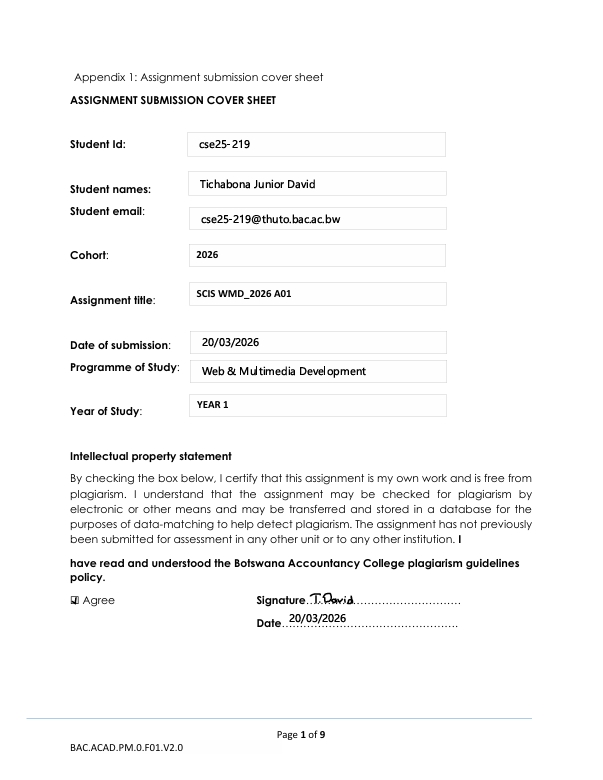 Appendix 1: Assignment submission cover sheet
ASSIGNMENT SUBMISSION COVER SHEET
Student Id: cse25-219
Student names: Tichabona Junior David
Student email: cse25-219@thuto.bac.ac.bw
Cohort: 2026
Assignment title: SCIS WMD_2026 A01
Date of submission: 20/03/2026
Programme of Study: Web & Multimedia Development
Year of Study: YEAR 1
Intellectual property statement
By checking the box below, I certify that this assignment is my own work and is free from
plagiarism. I understand that the assignment may be checked for plagiarism by
electronic or other means and may be transferred and stored in a database for the
purposes of data-matching to help detect plagiarism. The assignment has not previously
been submitted for assessment in any other unit or to any other institution. I
have read and understood the Botswana Accountancy College plagiarism guidelines
policy.
☑ Agree Signature...T.David..............................
Date 20/03/2026
Page 1 of 9
BAC.ACAD.PM.0.F01.V2.0